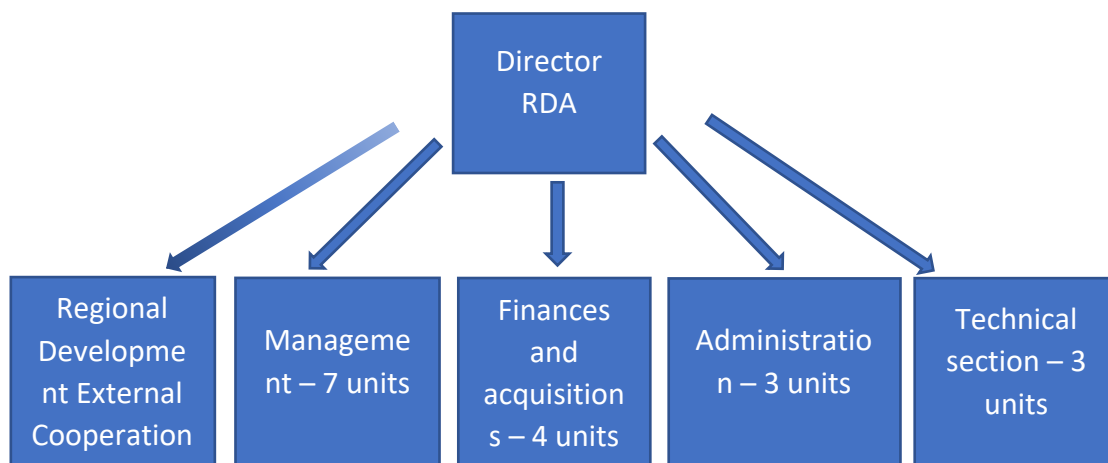 Director
RDA
Regional
Developme
nt External
Cooperation
Manageme
nt – 7 units
Finances
and
acquisition
s – 4 units
Administratio
n – 3 units
Technical
section – 3
units